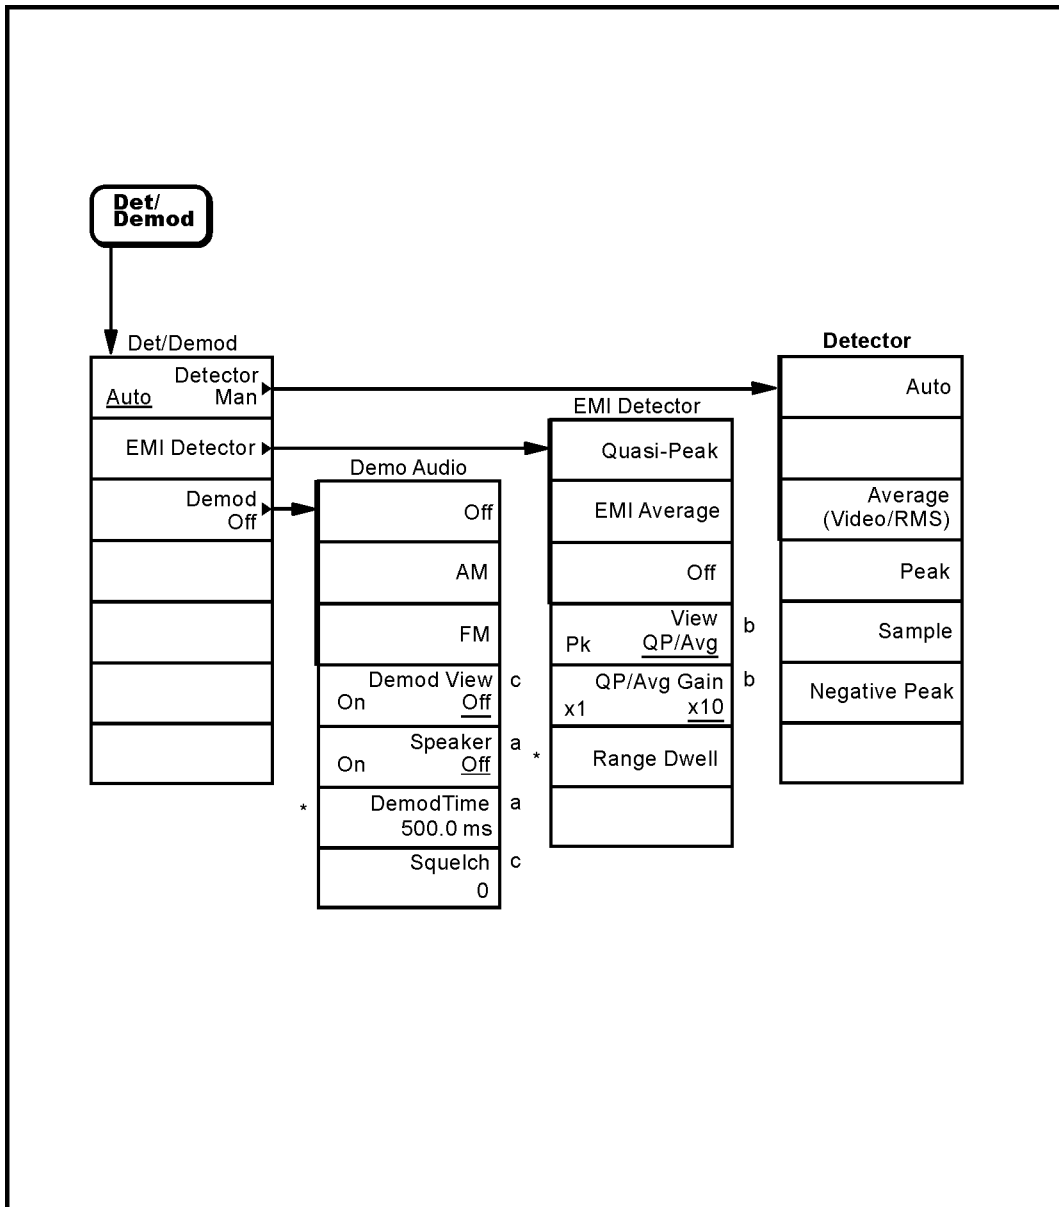 Det/
Demod
Det/Demod
Detector
Auto Man
EMI Detector
Demod
Off
Demo Audio
Off
AM
FM
Demod View c
On Off
Speaker a
On Off
* DemodTime a
500.0 ms
Squelch c
0
EMI Detector
Quasi-Peak
EMI Average
Off
View b
Pk QP/Avg
QP/Avg Gain b
x1 x10
* Range Dwell
Detector
Auto
Average
(Video/RMS)
Peak
Sample
Negative Peak